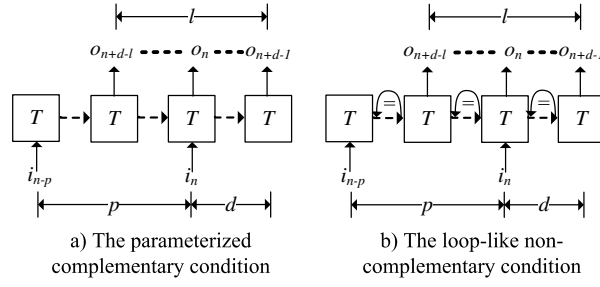 l l
o_{n+d-l} o_n o_{n+d-1} o_{n+d-l} o_n o_{n+d-1}
T T T T T = T = T = T
i_{n-p} i_n i_{n-p} i_n
p d p d
a) The parameterized
complementary condition
b) The loop-like non-
complementary condition